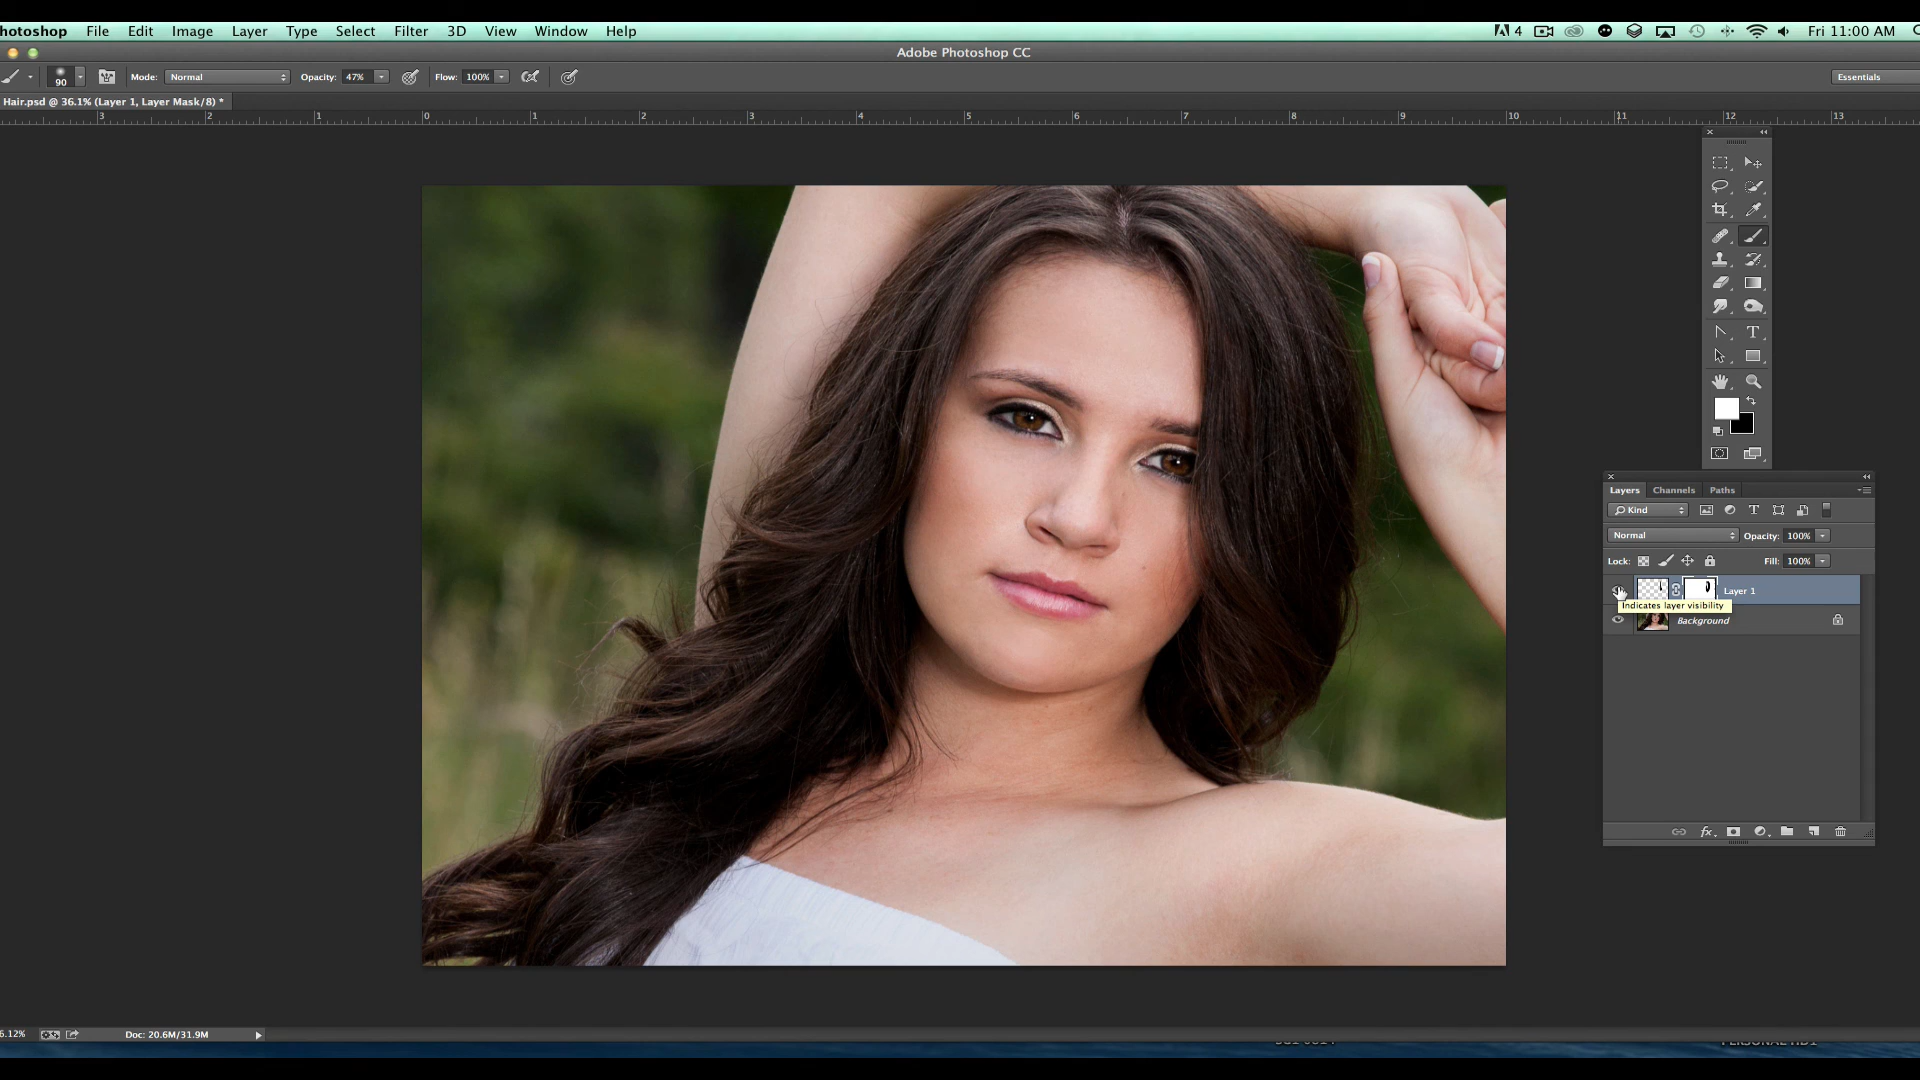 hotoshop File Edit Image Layer Type Select Filter 3D View Window Help 4 Fri 11:00 AM
Adobe Photoshop CC
90 Mode: Normal Opacity: 47% Flow: 100% Essentials
Hair.psd @ 36.1% (Layer 1, Layer Mask/8) *
3 2 1 0 1 2 3 4 5 6 7 8 9 10 11 12 13
Layers Channels Paths
Kind
Normal Opacity: 100%
Lock: Fill: 100%
Layer 1
Indicates layer visibility
Background
6.12% Doc: 20.6M/31.9M